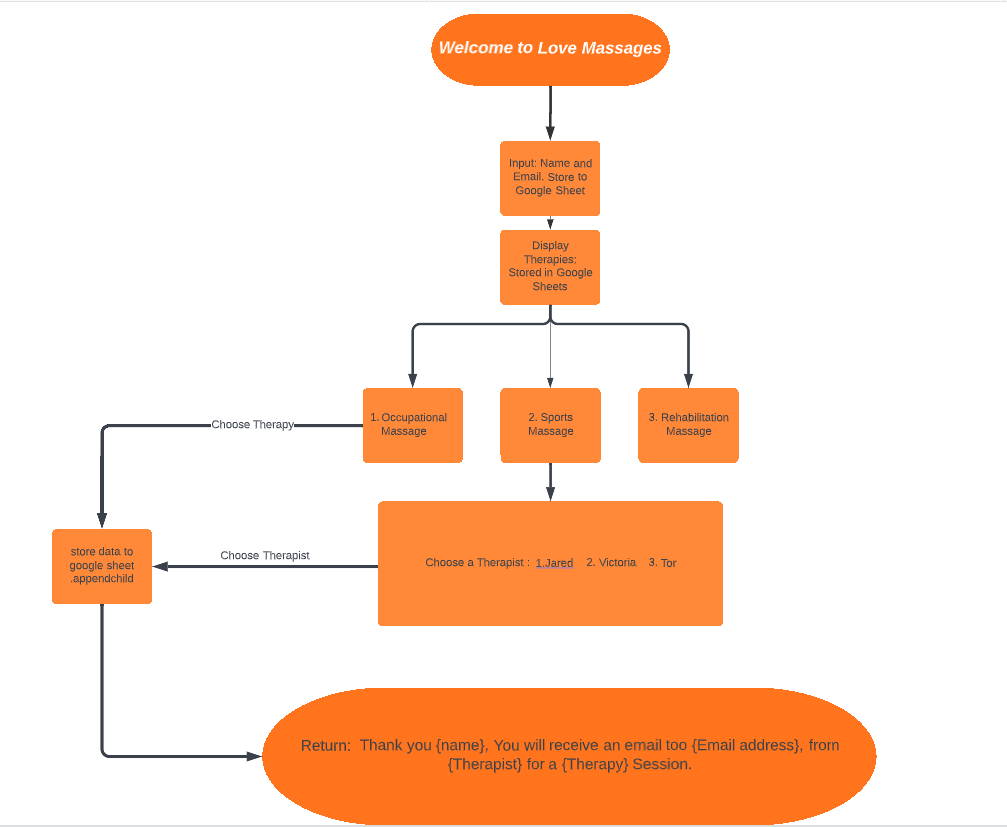 Welcome to Love Massages
Input: Name and
Email. Store to
Google Sheet
Display
Therapies:
Stored in Google
Sheets
1. Occupational
Massage
2. Sports
Massage
3. Rehabilitation
Massage
Choose Therapy
store data to
google sheet
.appendchild
Choose Therapist
Choose a Therapist : 1.Jared 2. Victoria 3. Tor
Return: Thank you {name}, You will receive an email too {Email address}, from
{Therapist} for a {Therapy} Session.